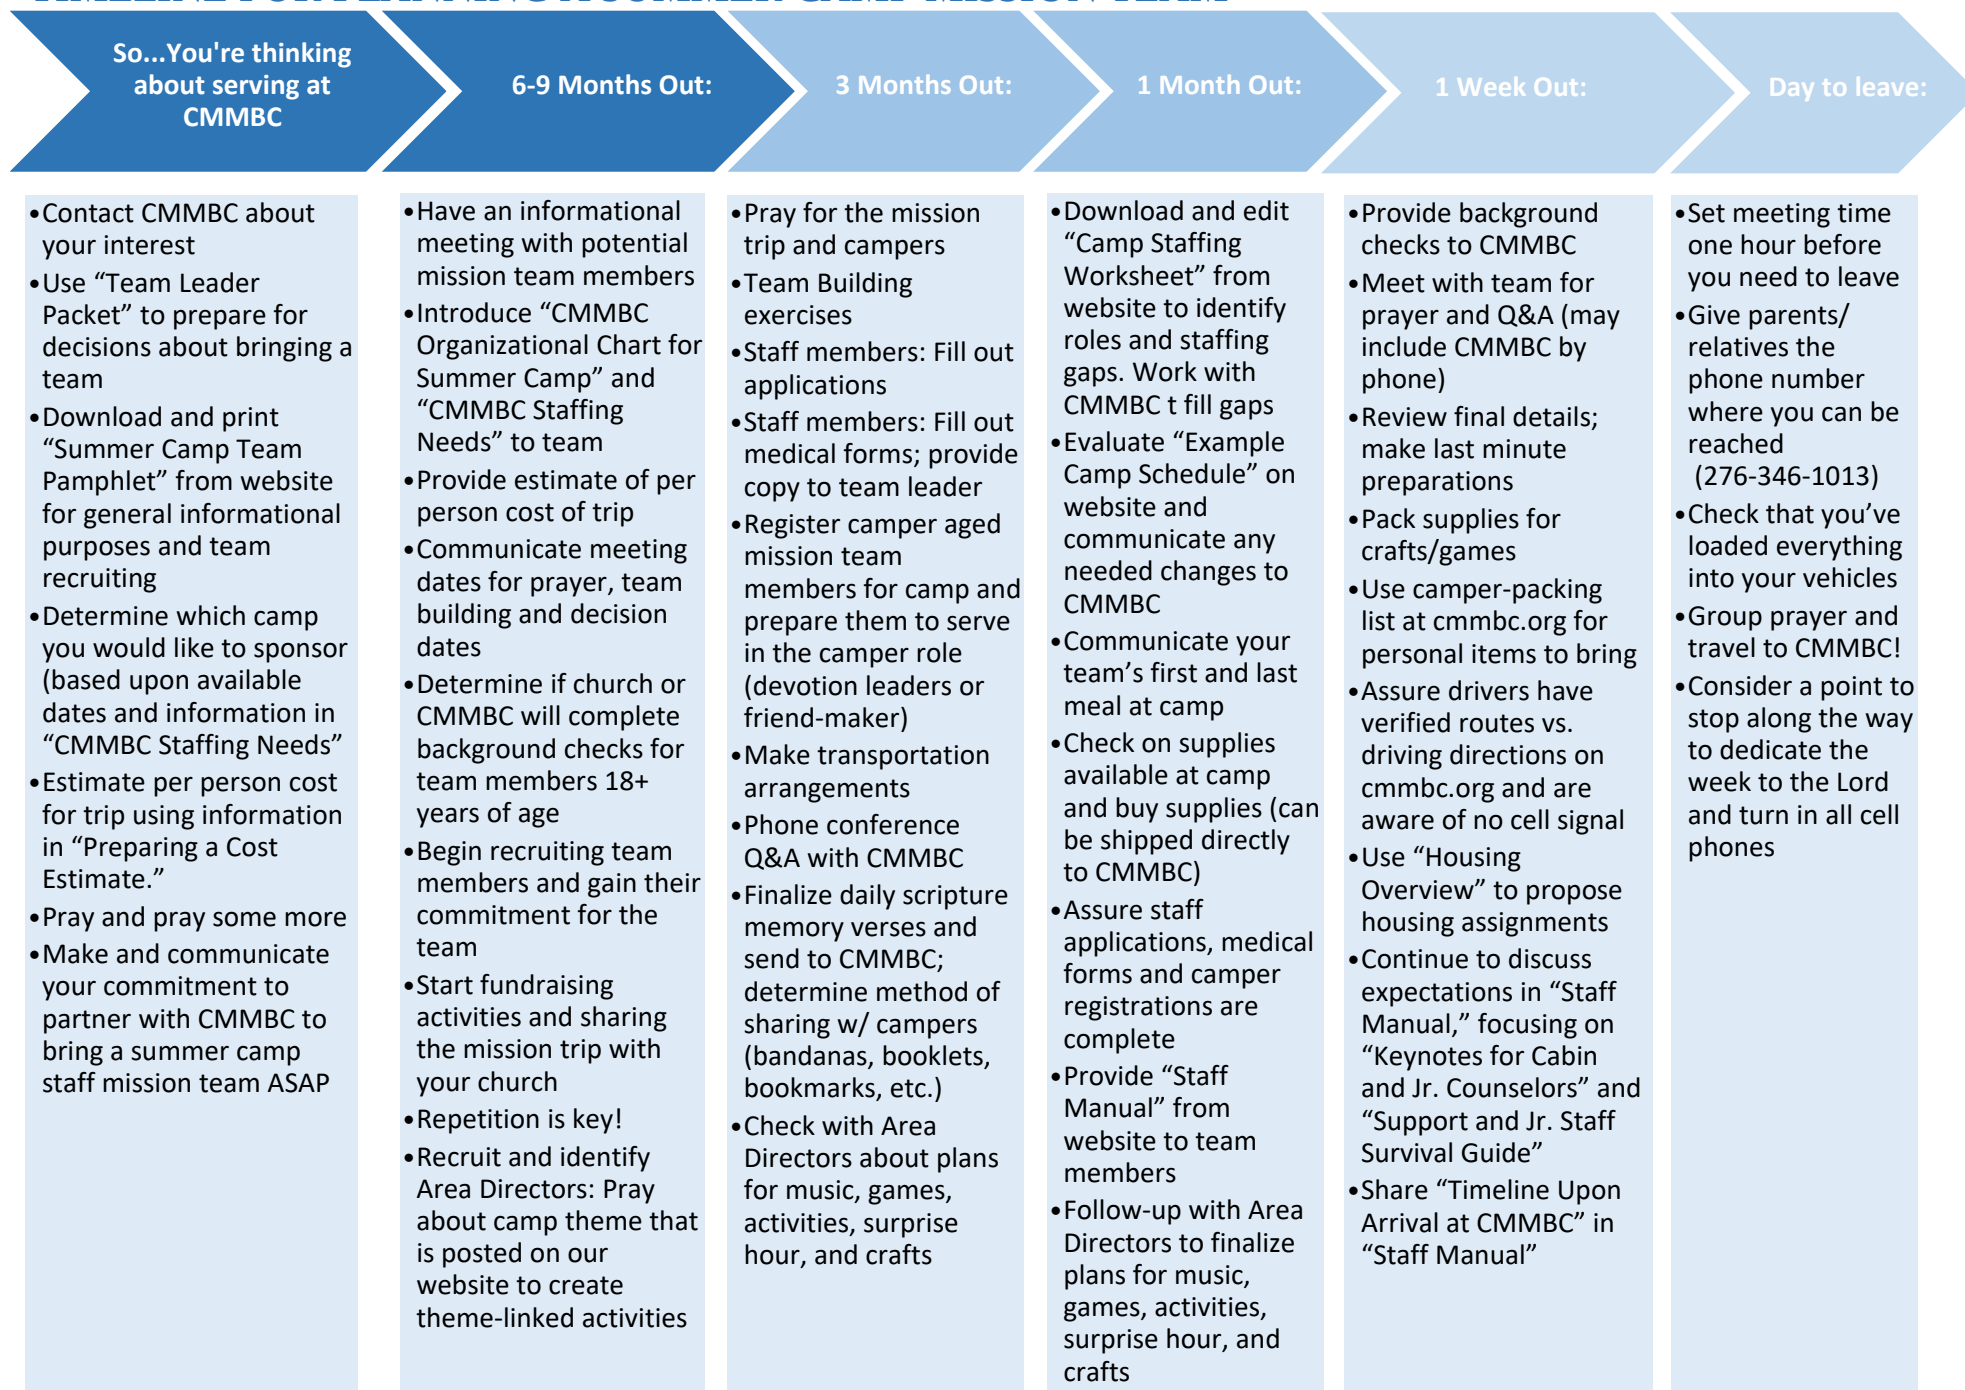 TIMELINE FOR PLANNING A SUMMER CAMP MISSION TEAM
So...You're thinking
about serving at
CMMBC
6-9 Months Out:
3 Months Out:
1 Month Out:
1 Week Out:
Day to leave:
•Contact CMMBC about
your interest
•Use “Team Leader
Packet” to prepare for
decisions about bringing a
team
•Download and print
“Summer Camp Team
Pamphlet” from website
for general informational
purposes and team
recruiting
•Determine which camp
you would like to sponsor
(based upon available
dates and information in
“CMMBC Staffing Needs”
•Estimate per person cost
for trip using information
in “Preparing a Cost
Estimate.”
•Pray and pray some more
•Make and communicate
your commitment to
partner with CMMBC to
bring a summer camp
staff mission team ASAP
•Have an informational
meeting with potential
mission team members
•Introduce “CMMBC
Organizational Chart for
Summer Camp” and
“CMMBC Staffing
Needs” to team
•Provide estimate of per
person cost of trip
•Communicate meeting
dates for prayer, team
building and decision
dates
•Determine if church or
CMMBC will complete
background checks for
team members 18+
years of age
•Begin recruiting team
members and gain their
commitment for the
team
•Start fundraising
activities and sharing
the mission trip with
your church
•Repetition is key!
•Recruit and identify
Area Directors: Pray
about camp theme that
is posted on our
website to create
theme-linked activities
•Pray for the mission
trip and campers
•Team Building
exercises
•Staff members: Fill out
applications
•Staff members: Fill out
medical forms; provide
copy to team leader
•Register camper aged
mission team
members for camp and
prepare them to serve
in the camper role
(devotion leaders or
friend-maker)
•Make transportation
arrangements
•Phone conference
Q&A with CMMBC
•Finalize daily scripture
memory verses and
send to CMMBC;
determine method of
sharing w/ campers
(bandanas, booklets,
bookmarks, etc.)
•Check with Area
Directors about plans
for music, games,
activities, surprise
hour, and crafts
•Download and edit
“Camp Staffing
Worksheet” from
website to identify
roles and staffing
gaps. Work with
CMMBC t fill gaps
•Evaluate “Example
Camp Schedule” on
website and
communicate any
needed changes to
CMMBC
•Communicate your
team’s first and last
meal at camp
•Check on supplies
available at camp
and buy supplies (can
be shipped directly
to CMMBC)
•Assure staff
applications, medical
forms and camper
registrations are
complete
•Provide “Staff
Manual” from
website to team
members
•Follow-up with Area
Directors to finalize
plans for music,
games, activities,
surprise hour, and
crafts
•Provide background
checks to CMMBC
•Meet with team for
prayer and Q&A (may
include CMMBC by
phone)
•Review final details;
make last minute
preparations
•Pack supplies for
crafts/games
•Use camper-packing
list at cmmbc.org for
personal items to bring
•Assure drivers have
verified routes vs.
driving directions on
cmmbc.org and are
aware of no cell signal
•Use “Housing
Overview” to propose
housing assignments
•Continue to discuss
expectations in “Staff
Manual,” focusing on
“Keynotes for Cabin
and Jr. Counselors” and
“Support and Jr. Staff
Survival Guide”
•Share “Timeline Upon
Arrival at CMMBC” in
“Staff Manual”
•Set meeting time
one hour before
you need to leave
•Give parents/
relatives the
phone number
where you can be
reached
(276-346-1013)
•Check that you’ve
loaded everything
into your vehicles
•Group prayer and
travel to CMMBC!
•Consider a point to
stop along the way
to dedicate the
week to the Lord
and turn in all cell
phones